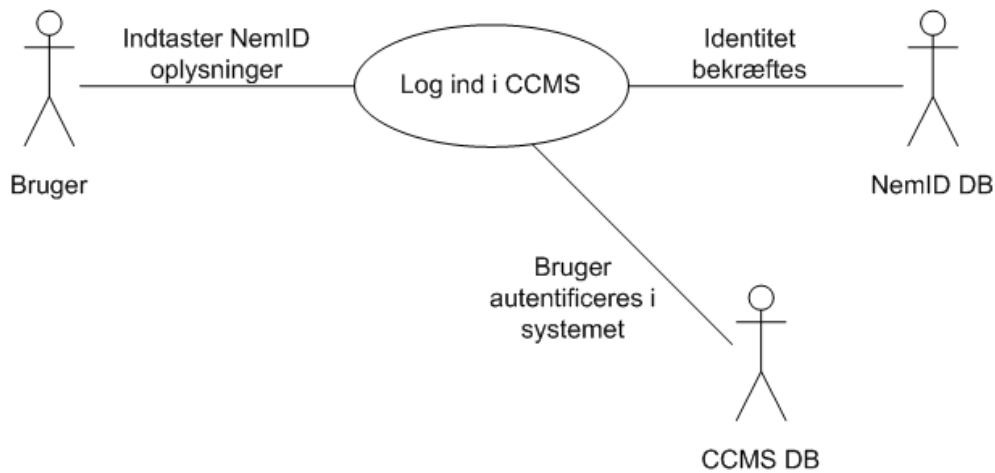 Indtaster NemID
oplysninger
Identitet
bekræftes
Log ind i CCMS
Bruger
NemID DB
Bruger
autentificeres i
systemet
CCMS DB